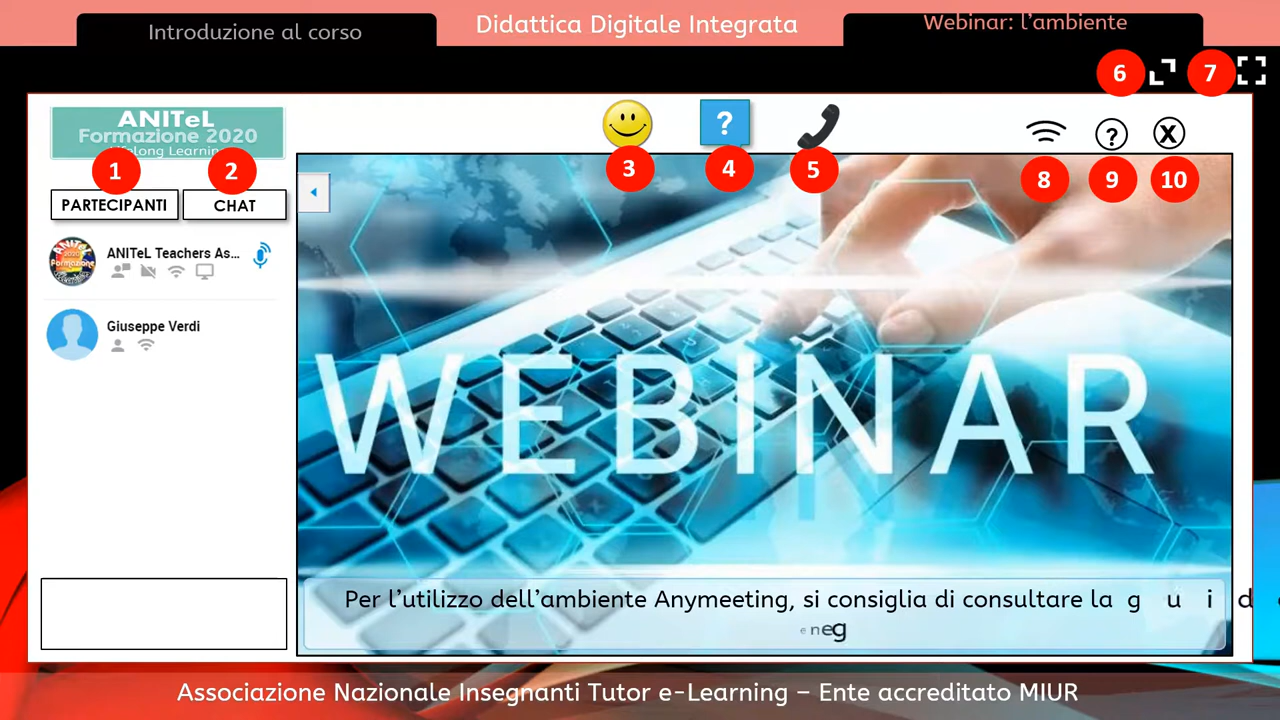 Introduzione al corso
Didattica Digitale Integrata
Webinar: l'ambiente
6
7
ANITeL
Formazione 2020
Lifelong Learning
1
2
3
4
5
8
9
10
?
?
X
PARTECIPANTI
CHAT
ANITeL Teachers As...
Giuseppe Verdi
WEBINAR
Per l'utilizzo dell'ambiente Anymeeting, si consiglia di consultare la g u i d
Associazione Nazionale Insegnanti Tutor e-Learning – Ente accreditato MIUR